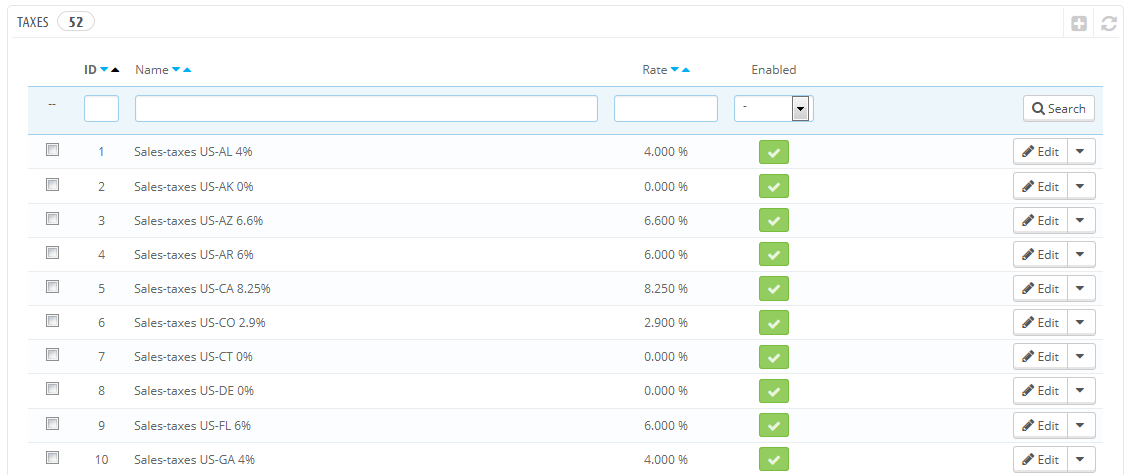 TAXES 52
ID Name Rate Enabled
-- - Search
1 Sales-taxes US-AL 4% 4.000 % Edit
2 Sales-taxes US-AK 0% 0.000 % Edit
3 Sales-taxes US-AZ 6.6% 6.600 % Edit
4 Sales-taxes US-AR 6% 6.000 % Edit
5 Sales-taxes US-CA 8.25% 8.250 % Edit
6 Sales-taxes US-CO 2.9% 2.900 % Edit
7 Sales-taxes US-CT 0% 0.000 % Edit
8 Sales-taxes US-DE 0% 0.000 % Edit
9 Sales-taxes US-FL 6% 6.000 % Edit
10 Sales-taxes US-GA 4% 4.000 % Edit